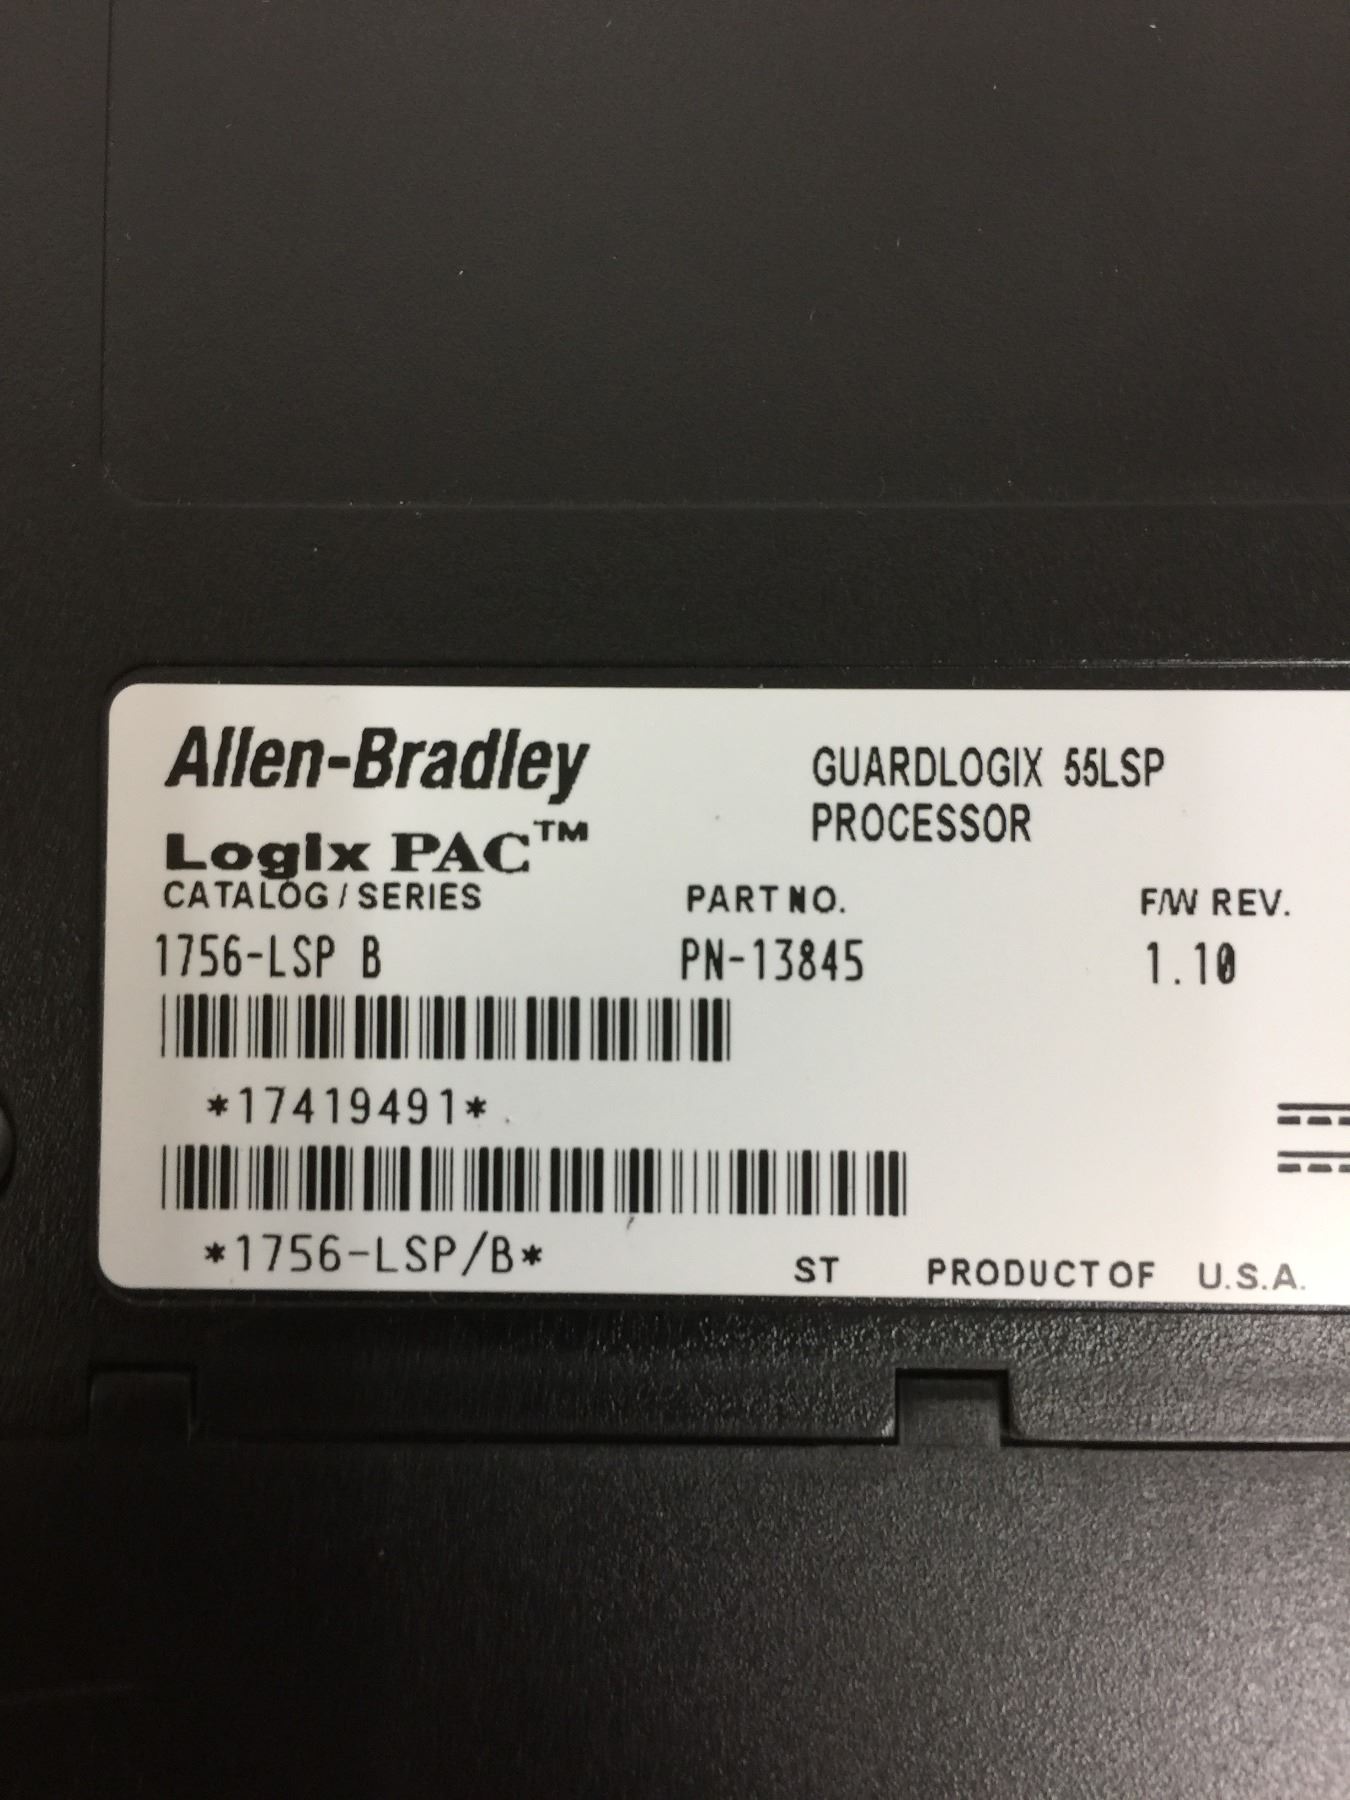 Allen-Bradley
Logix PAC™
GUARDLOGIX 55LSP
PROCESSOR
CATALOG / SERIES PART NO. F/W REV.
1756-LSP B PN-13845 1.10
*17419491*
*1756-LSP/B*
ST PRODUCT OF U.S.A.